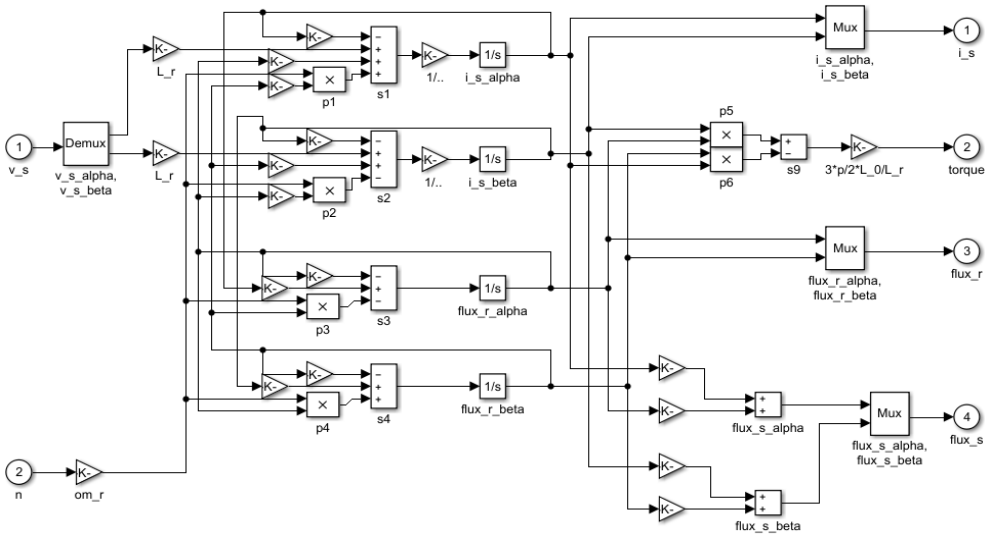 K-
K-
Mux
1
i_s
−
+
+
+
K-
L_r
K-
×
p1
s1
K-
1/..
1/s
i_s_alpha
i_s_alpha,
i_s_beta
1
v_s
Demux
v_s_alpha,
v_s_beta
K-
L_r
K-
K-
K-
×
p2
−
+
+
−
s2
K-
1/..
1/s
i_s_beta
p5
×
×
p6
+
−
s9
K-
3*p/2*L_0/L_r
2
torque
K-
K-
×
p3
−
+
−
s3
1/s
flux_r_alpha
Mux
flux_r_alpha,
flux_r_beta
3
flux_r
K-
K-
×
p4
−
+
+
s4
1/s
flux_r_beta
K-
K-
+
+
flux_s_alpha
Mux
flux_s_alpha,
flux_s_beta
4
flux_s
2
n
K-
om_r
K-
K-
+
+
flux_s_beta